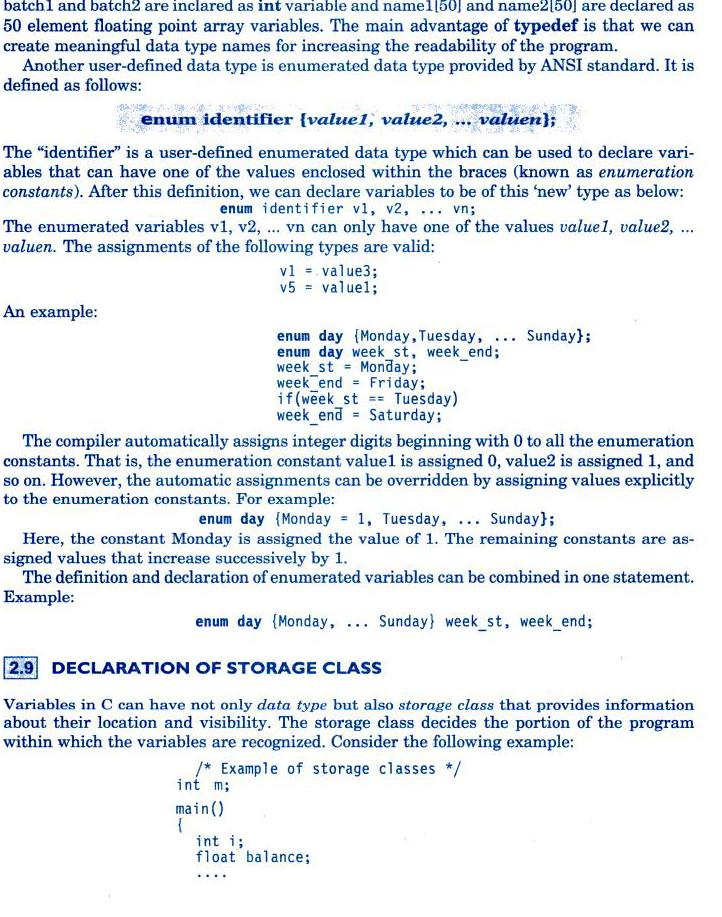 batch1 and batch2 are inclared as int variable and name1[50] and name2[50] are declared as
50 element floating point array variables. The main advantage of typedef is that we can
create meaningful data type names for increasing the readability of the program.
Another user-defined data type is enumerated data type provided by ANSI standard. It is
defined as follows:
enum identifier {value1, value2, ... valuen};
The “identifier” is a user-defined enumerated data type which can be used to declare vari-
ables that can have one of the values enclosed within the braces (known as enumeration
constants). After this definition, we can declare variables to be of this ‘new’ type as below:
enum identifier v1, v2, ... vn;
The enumerated variables v1, v2, ... vn can only have one of the values value1, value2, ...
valuen. The assignments of the following types are valid:
v1 = value3;
v5 = value1;
An example:
enum day {Monday,Tuesday, ... Sunday};
enum day week_st, week_end;
week_st = Monday;
week_end = Friday;
if(week_st == Tuesday)
week_end = Saturday;
The compiler automatically assigns integer digits beginning with 0 to all the enumeration
constants. That is, the enumeration constant value1 is assigned 0, value2 is assigned 1, and
so on. However, the automatic assignments can be overridden by assigning values explicitly
to the enumeration constants. For example:
enum day {Monday = 1, Tuesday, ... Sunday};
Here, the constant Monday is assigned the value of 1. The remaining constants are as-
signed values that increase successively by 1.
The definition and declaration of enumerated variables can be combined in one statement.
Example:
enum day {Monday, ... Sunday} week_st, week_end;
2.9 DECLARATION OF STORAGE CLASS
Variables in C can have not only data type but also storage class that provides information
about their location and visibility. The storage class decides the portion of the program
within which the variables are recognized. Consider the following example:
/* Example of storage classes */
int m;
main()
{
int i;
float balance;
....